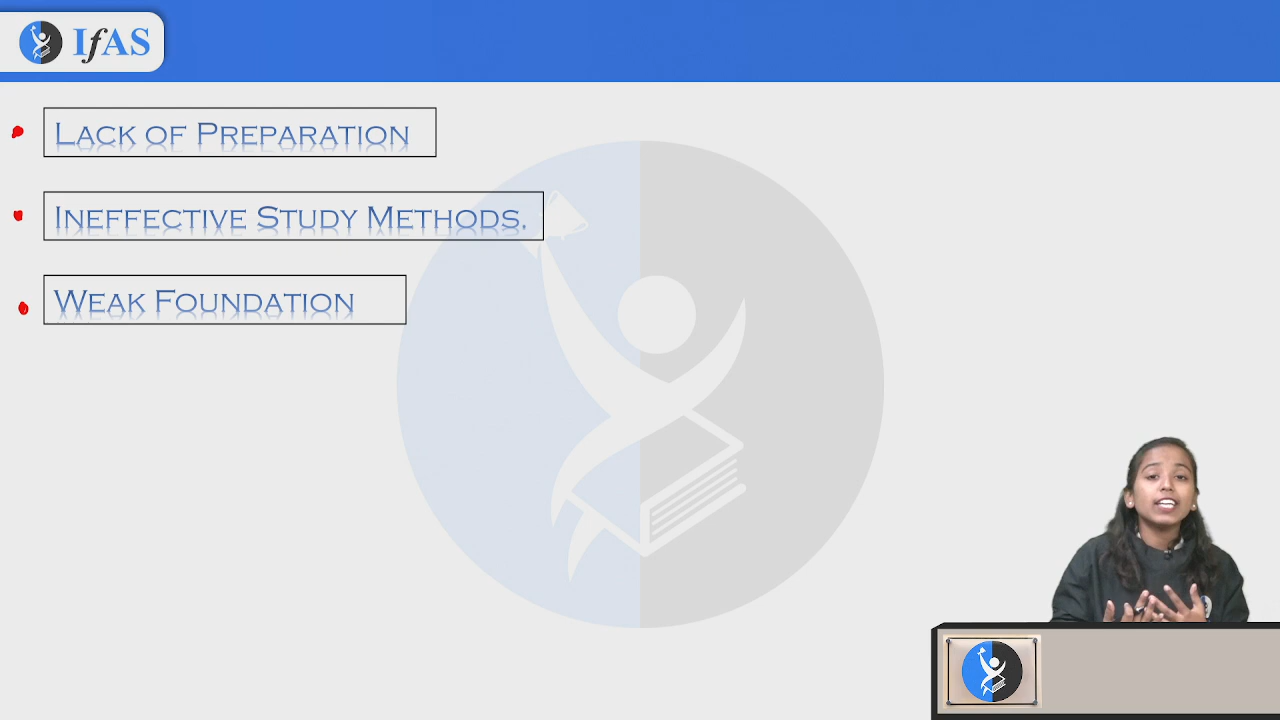 IfAS
LACK OF PREPARATION
INEFFECTIVE STUDY METHODS.
WEAK FOUNDATION